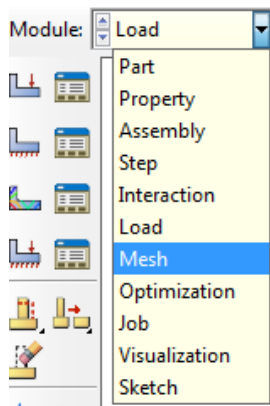 Module: Load
Part
Property
Assembly
Step
Interaction
Load
Mesh
Optimization
Job
Visualization
Sketch